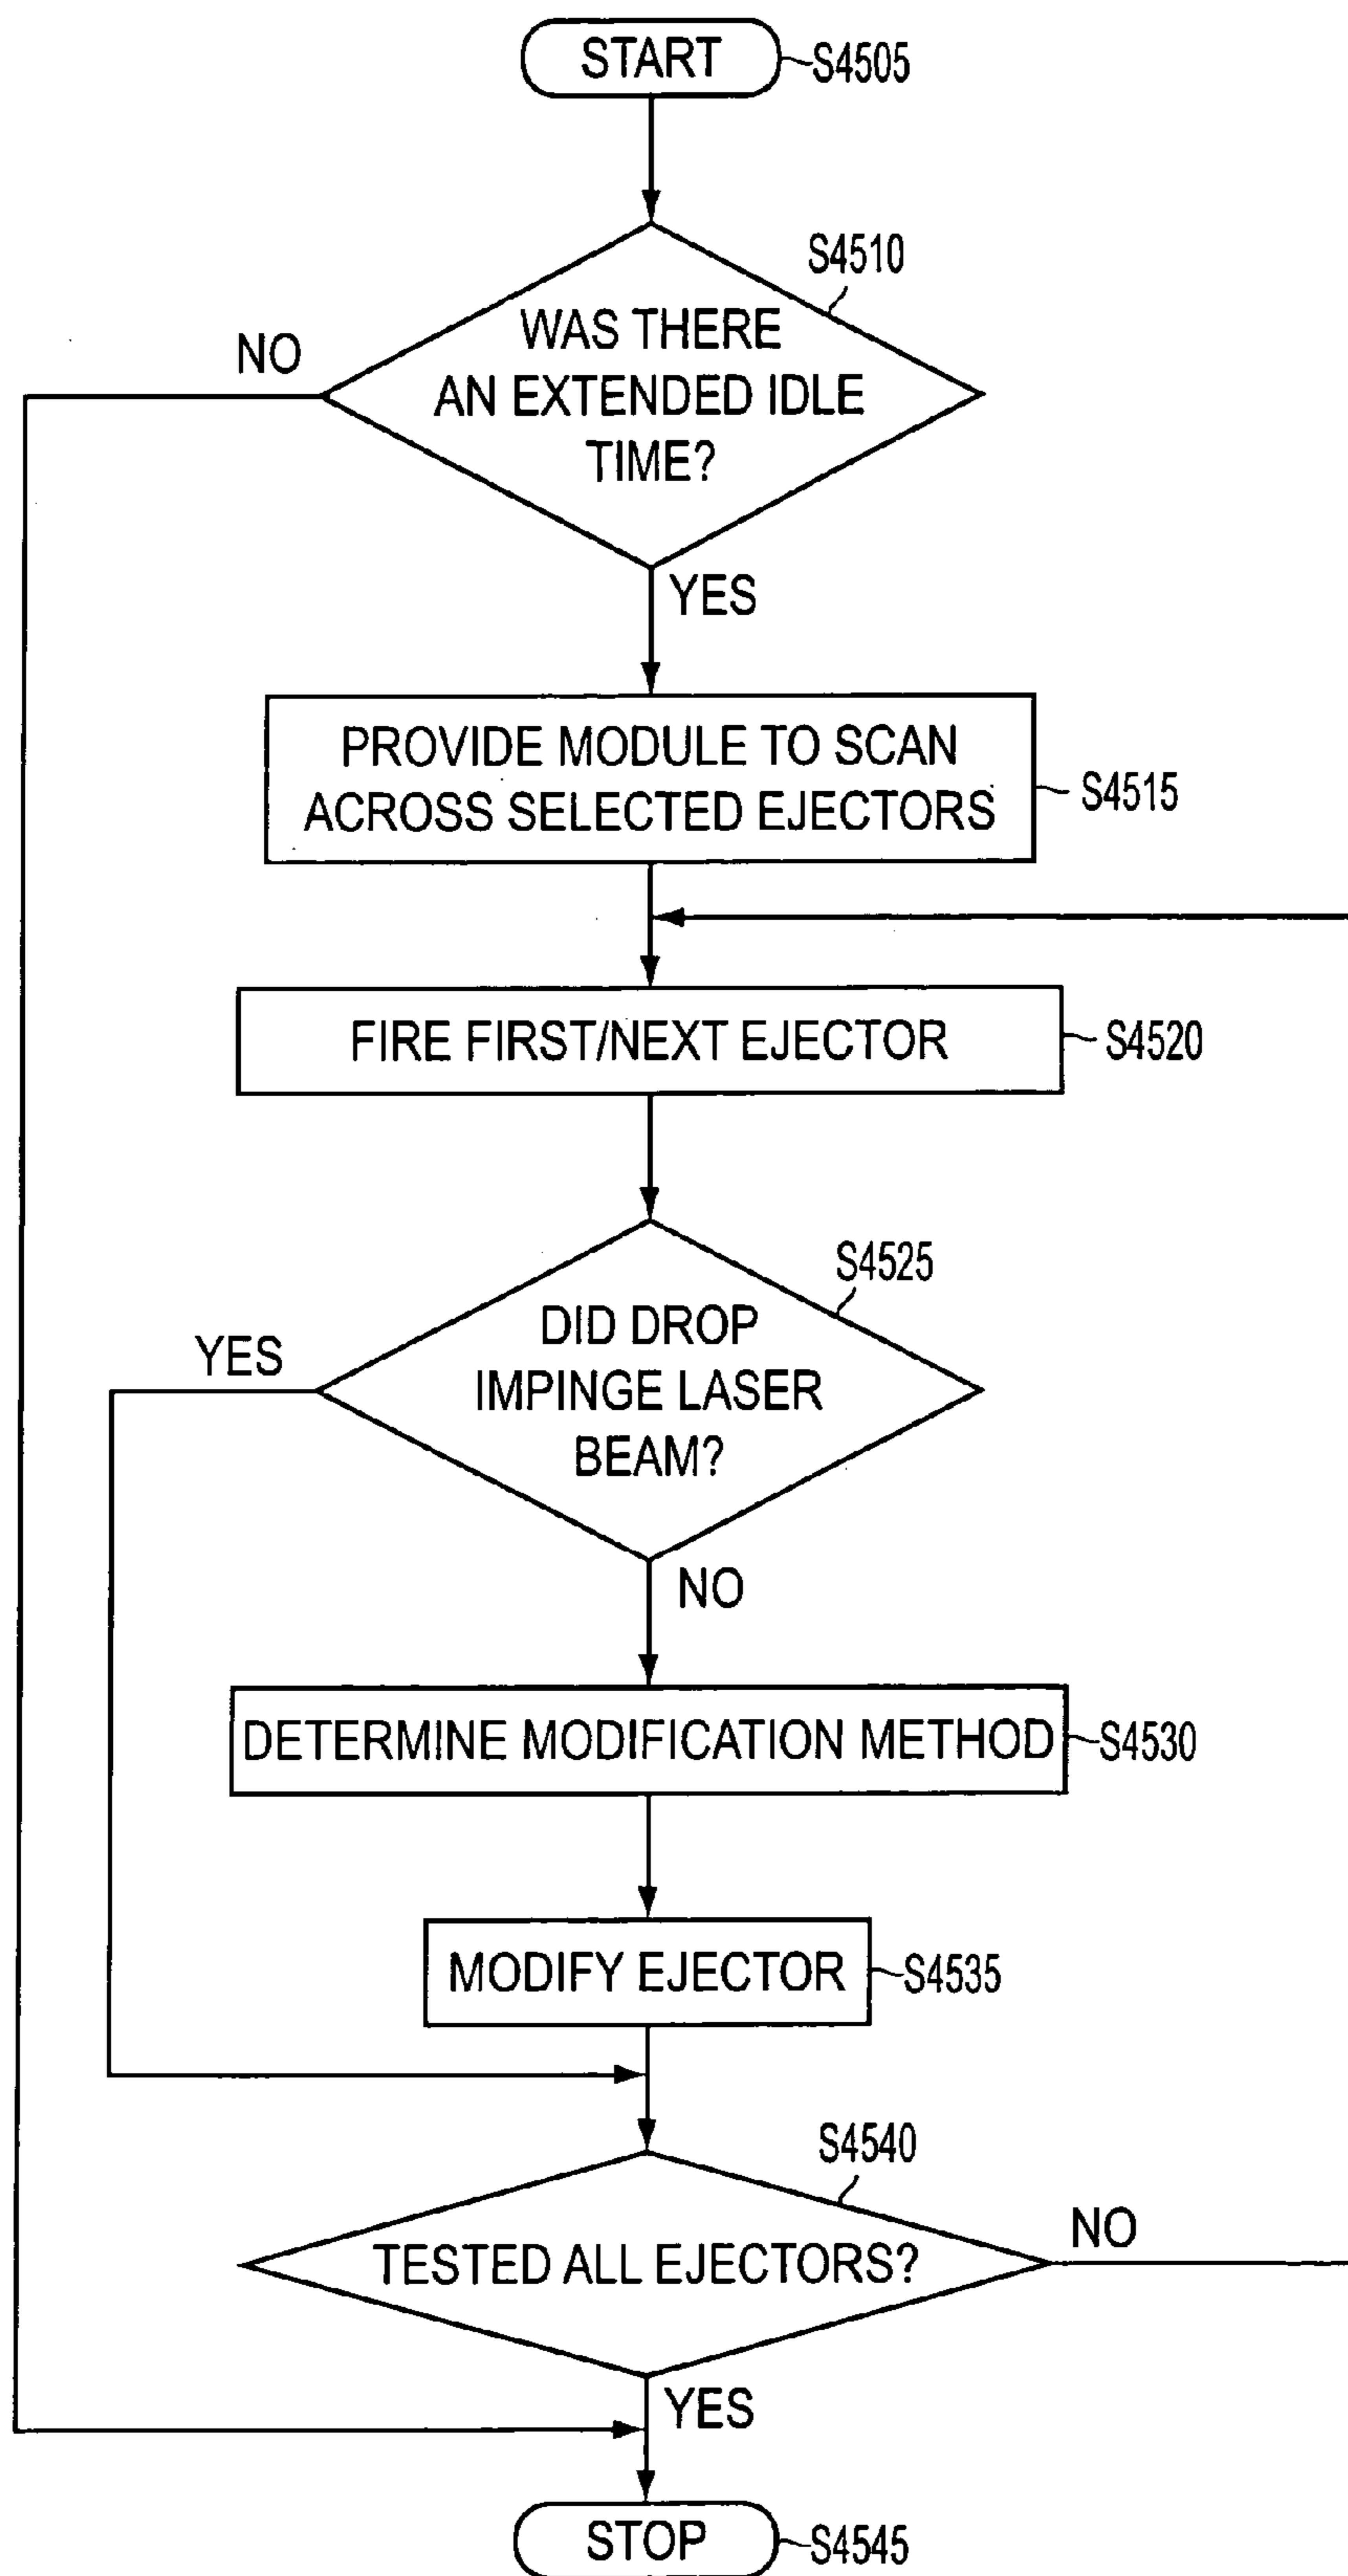 START
S4505
S4510
WAS THERE
AN EXTENDED IDLE
TIME?
NO
YES
PROVIDE MODULE TO SCAN
ACROSS SELECTED EJECTORS
S4515
FIRE FIRST/NEXT EJECTOR
S4520
S4525
DID DROP
IMPINGE LASER
BEAM?
YES
NO
DETERMINE MODIFICATION METHOD
S4530
MODIFY EJECTOR
S4535
S4540
TESTED ALL EJECTORS?
NO
YES
STOP
S4545